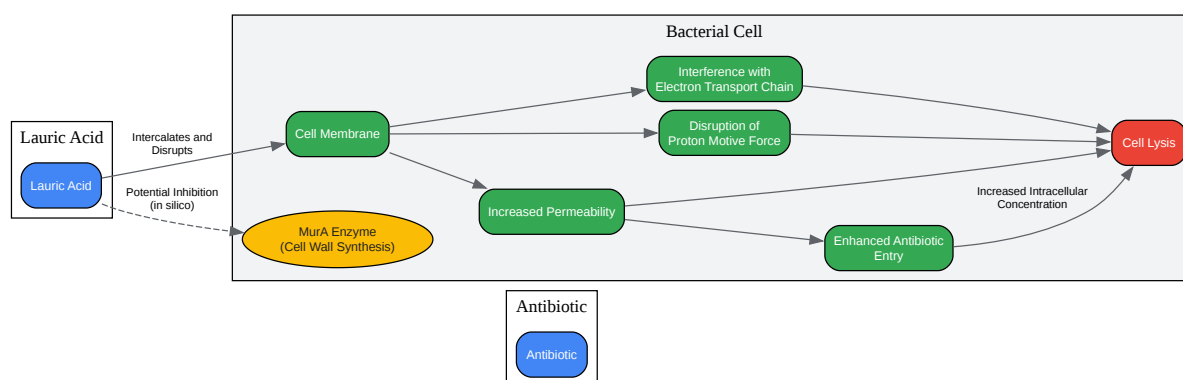 Bacterial Cell
Lauric Acid
Lauric Acid
Intercalates and
Disrupts
Potential Inhibition
(in silico)
Cell Membrane
MurA Enzyme
(Cell Wall Synthesis)
Interference with
Electron Transport Chain
Disruption of
Proton Motive Force
Increased Permeability
Enhanced Antibiotic
Entry
Increased Intracellular
Concentration
Cell Lysis
Antibiotic
Antibiotic